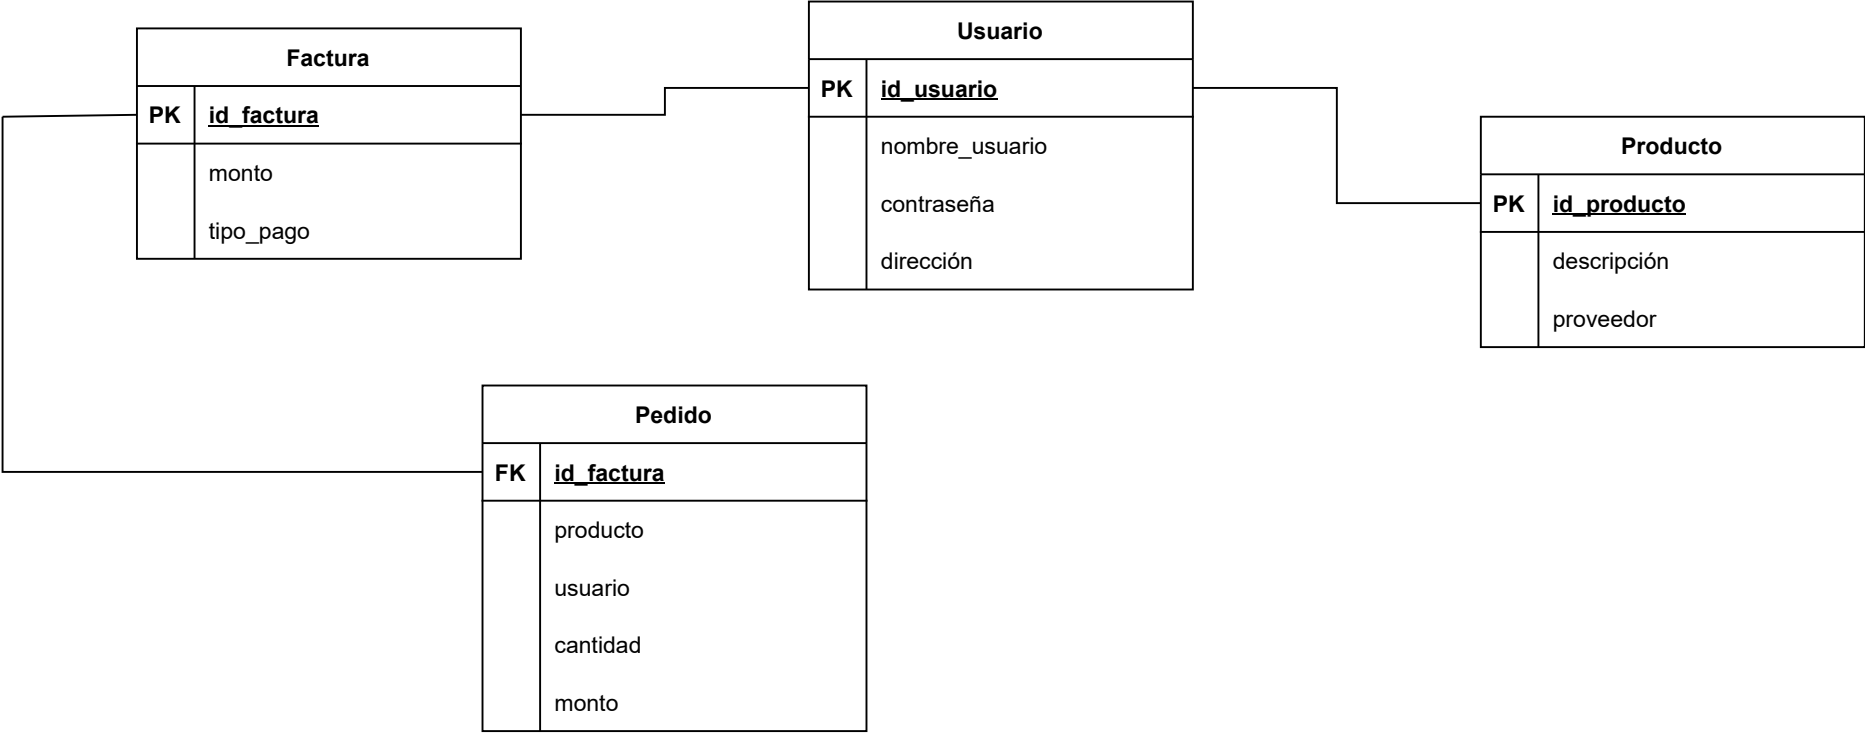 Factura
PK id_factura
monto
tipo_pago
Usuario
PK id_usuario
nombre_usuario
contraseña
dirección
Producto
PK id_producto
descripción
proveedor
Pedido
FK id_factura
producto
usuario
cantidad
monto